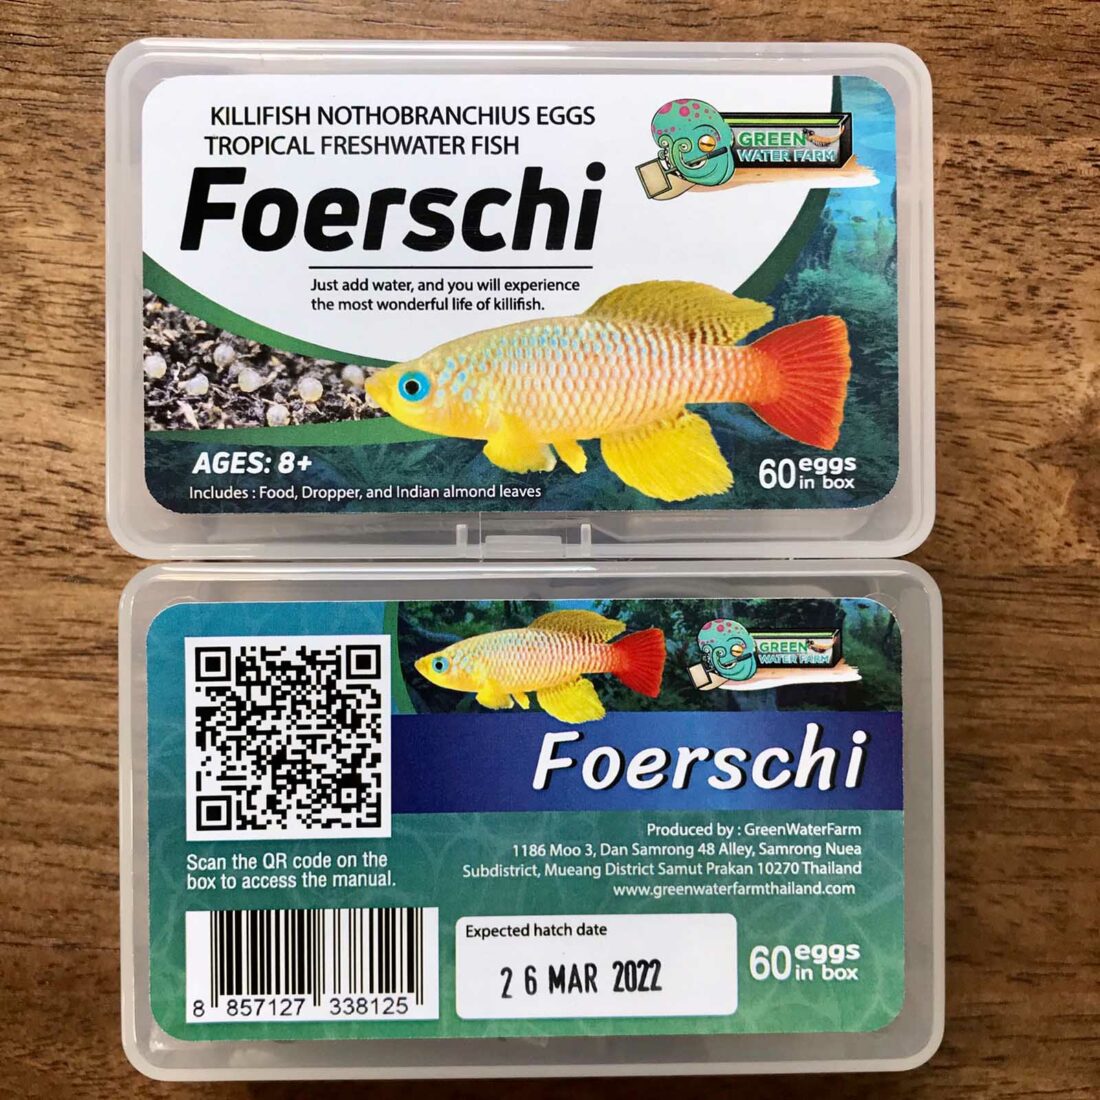 KILLIFISH NOTHOBRANCHIUS EGGS
TROPICAL FRESHWATER FISH
Foerschi
GREEN
WATER FARM
Just add water, and you will experience
the most wonderful life of killifish.
AGES: 8+
Includes : Food, Dropper, and Indian almond leaves
60 eggs
in box
GREEN
WATER FARM
Foerschi
Produced by : GreenWaterFarm
1186 Moo 3, Dan Samrong 48 Alley, Samrong Nuea
Subdistrict, Mueang District Samut Prakan 10270 Thailand
www.greenwaterfarmthailand.com
Scan the QR code on the
box to access the manual.
8 857127 338125
Expected hatch date
26 MAR 2022
60 eggs
in box